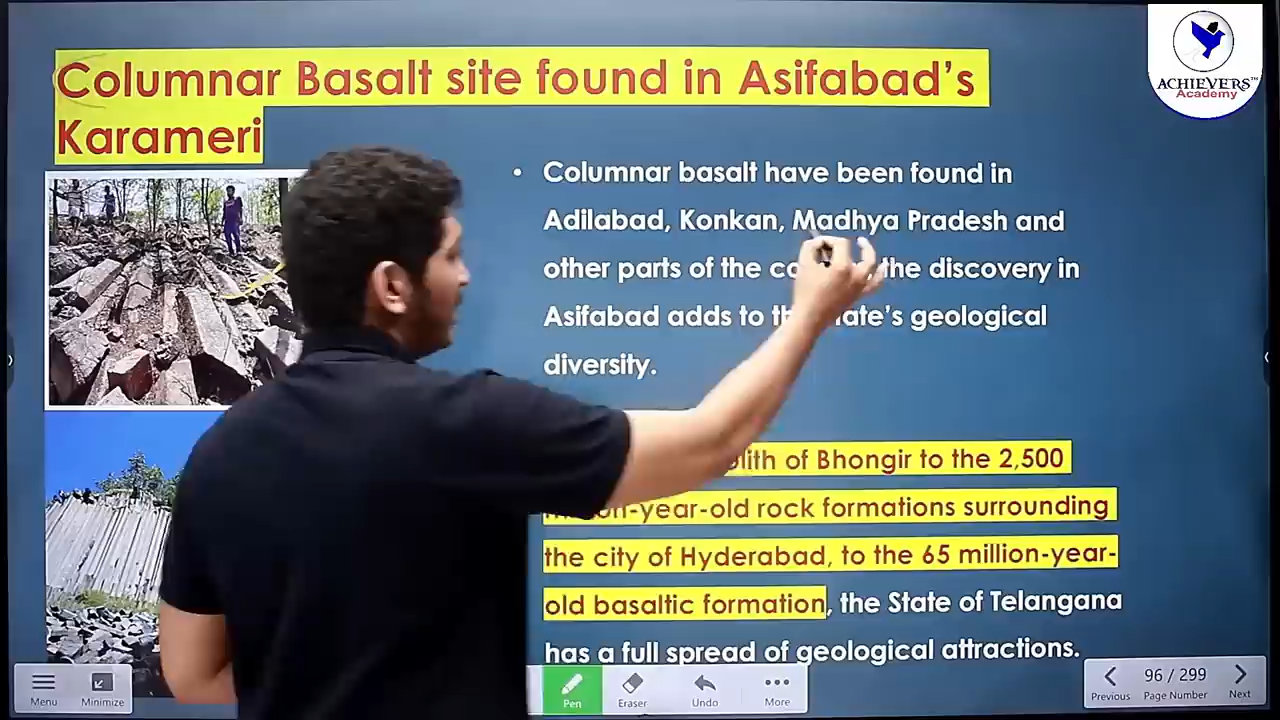 Columnar Basalt site found in Asifabad's
Karameri
ACHIEVERS™
Academy
• Columnar basalt have been found in
Adilabad, Konkan, Madhya Pradesh and
other parts of the the discovery in
Asifabad adds to geological
diversity.
of Bhongir to the 2,500
-year-old rock formations surrounding
the city of Hyderabad, to the 65 million-year-
old basaltic formation, the State of Telangana
has a full spread of geological attractions.
Menu
Minimize
Pen
Eraser
Undo
More
Previous
96 / 299
Page Number
Next